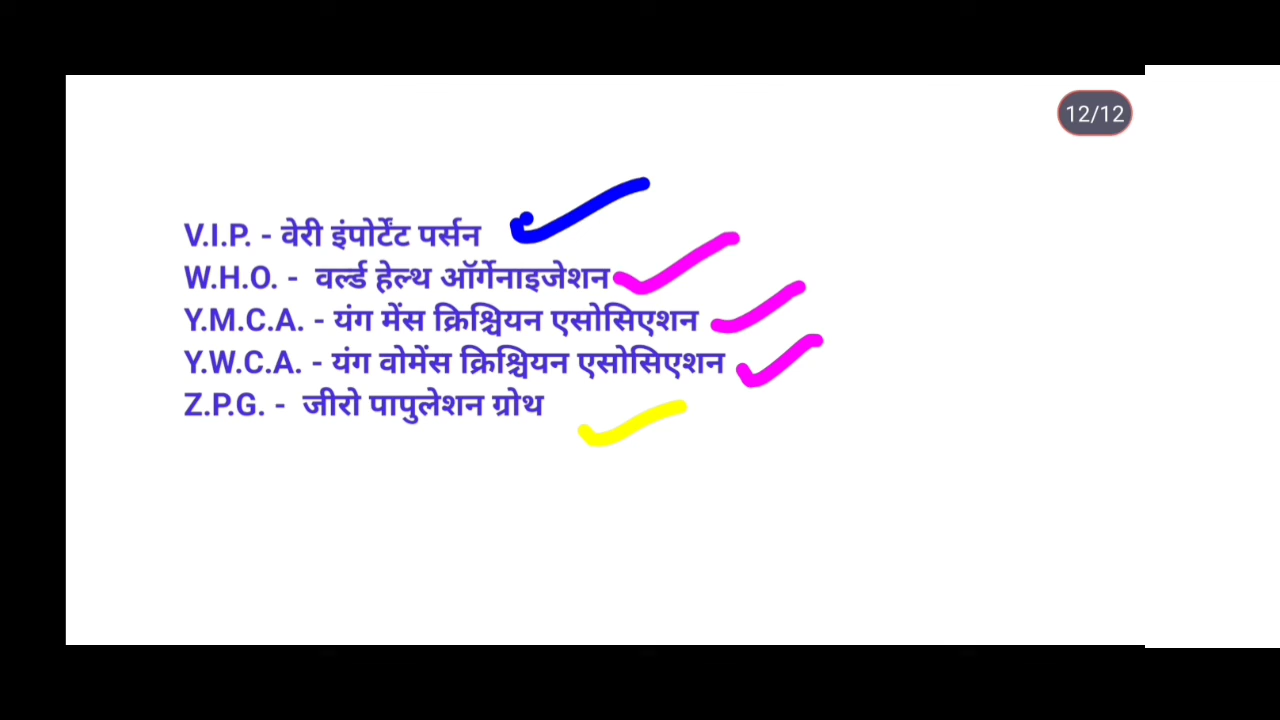 12/12
V.I.P. - वेरी इंपोर्टेंट पर्सन
W.H.O. - वर्ल्ड हेल्थ ऑर्गेनाइजेशन
Y.M.C.A. - यंग मेंस क्रिश्चियन एसोसिएशन
Y.W.C.A. - यंग वोमेंस क्रिश्चियन एसोसिएशन
Z.P.G. - जीरो पापुलेशन ग्रोथ